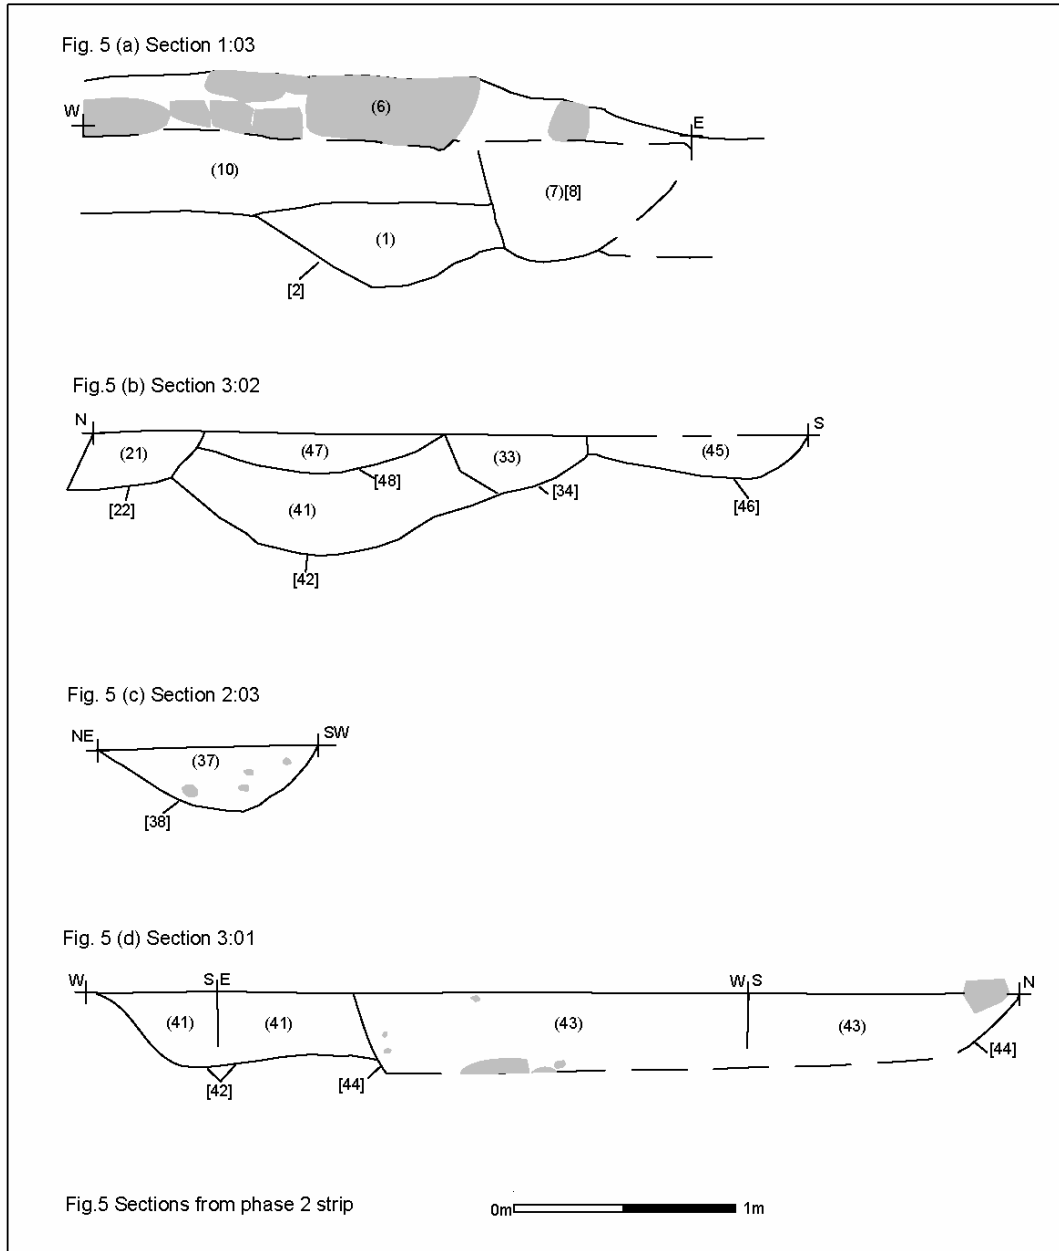 Fig. 5 (a) Section 1:03
W
(6)
E
(10)
(7)[8]
(1)
[2]
Fig.5 (b) Section 3:02
N
S
(21)
(47)
(33)
(45)
[22]
[48]
[34]
[46]
(41)
[42]
Fig. 5 (c) Section 2:03
NE
SW
(37)
[38]
Fig. 5 (d) Section 3:01
W S E W S N
(41) (41) (43) (43)
[42] [44] [44]
Fig.5 Sections from phase 2 strip 0m 1m